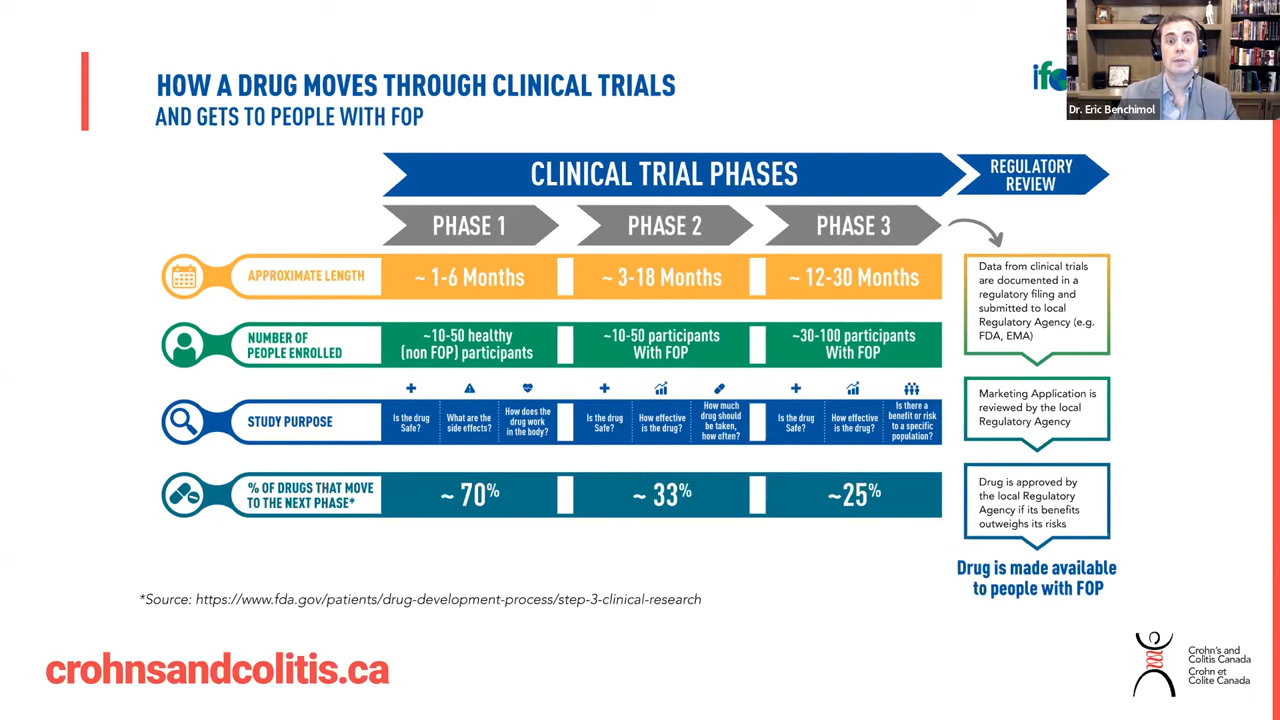 HOW A DRUG MOVES THROUGH CLINICAL TRIALS
AND GETS TO PEOPLE WITH FOP
Dr. Eric Benchimol
CLINICAL TRIAL PHASES
REGULATORY
REVIEW
PHASE 1
PHASE 2
PHASE 3
APPROXIMATE LENGTH
~ 1-6 Months
~ 3-18 Months
~ 12-30 Months
NUMBER OF
PEOPLE ENROLLED
~10-50 healthy
(non FOP) participants
~10-50 participants
With FOP
~30-100 participants
With FOP
STUDY PURPOSE
Is the drug
Safe?
What are the
side effects?
How does the
drug work
in the body?
Is the drug
Safe?
How effective
is the drug?
How much
drug should
be taken,
how often?
Is the drug
Safe?
How effective
is the drug?
Is there a
benefit or risk
to a specific
population?
% OF DRUGS THAT MOVE
TO THE NEXT PHASE*
~ 70%
~ 33%
~25%
Data from clinical trials
are documented in a
regulatory filing and
submitted to local
Regulatory Agency (e.g.
FDA, EMA)
Marketing Application is
reviewed by the local
Regulatory Agency
Drug is approved by
the local Regulatory
Agency if its benefits
outweighs its risks
Drug is made available
to people with FOP
*Source: https://www.fda.gov/patients/drug-development-process/step-3-clinical-research
crohnsandcolitis.ca
Crohn's and
Colitis Canada
Crohn et
Colite Canada